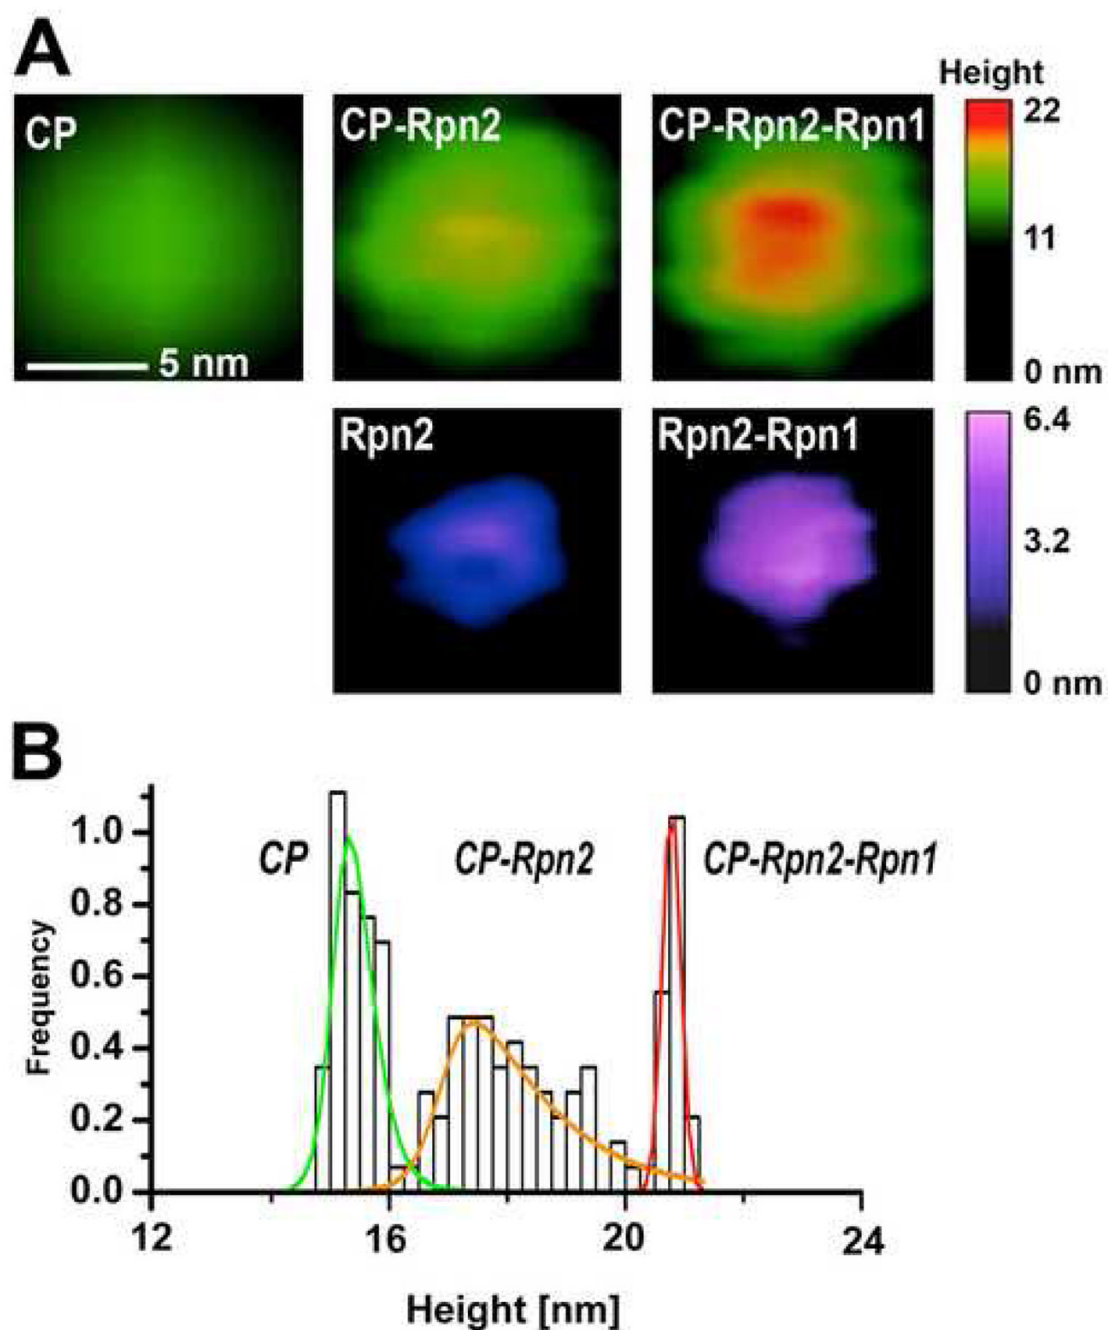 A
Height
CP
CP-Rpn2
CP-Rpn2-Rpn1
22
11
0 nm
5 nm
Rpn2
Rpn2-Rpn1
6.4
3.2
0 nm
B
CP
CP-Rpn2
CP-Rpn2-Rpn1
Frequency
1.0
0.8
0.6
0.4
0.2
0.0
12
16
20
24
Height [nm]